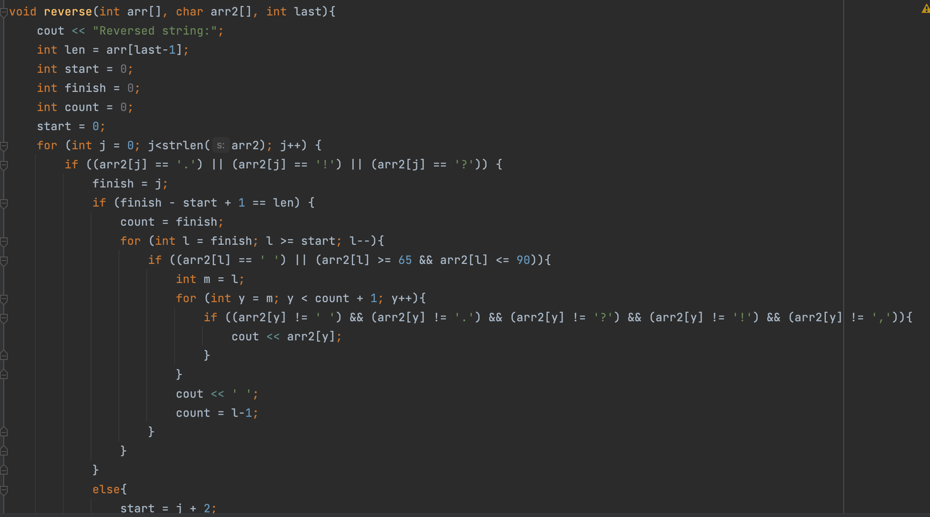 void reverse(int arr[], char arr2[], int last){
    cout << "Reversed string:";
    int len = arr[last-1];
    int start = 0;
    int finish = 0;
    int count = 0;
    start = 0;
    for (int j = 0; j<strlen( s: arr2); j++) {
        if ((arr2[j] == '.') || (arr2[j] == '!') || (arr2[j] == '?')) {
            finish = j;
            if (finish - start + 1 == len) {
                count = finish;
                for (int l = finish; l >= start; l--){
                    if ((arr2[l] == ' ') || (arr2[l] >= 65 && arr2[l] <= 90)){
                        int m = l;
                        for (int y = m; y < count + 1; y++){
                            if ((arr2[y] != ' ') && (arr2[y] != '.') && (arr2[y] != '?') && (arr2[y] != '!') && (arr2[y] != ',')){
                                cout << arr2[y];
                            }
                        }
                        cout << ' ';
                        count = l-1;
                    }
                }
            }
            else{
                start = j + 2;